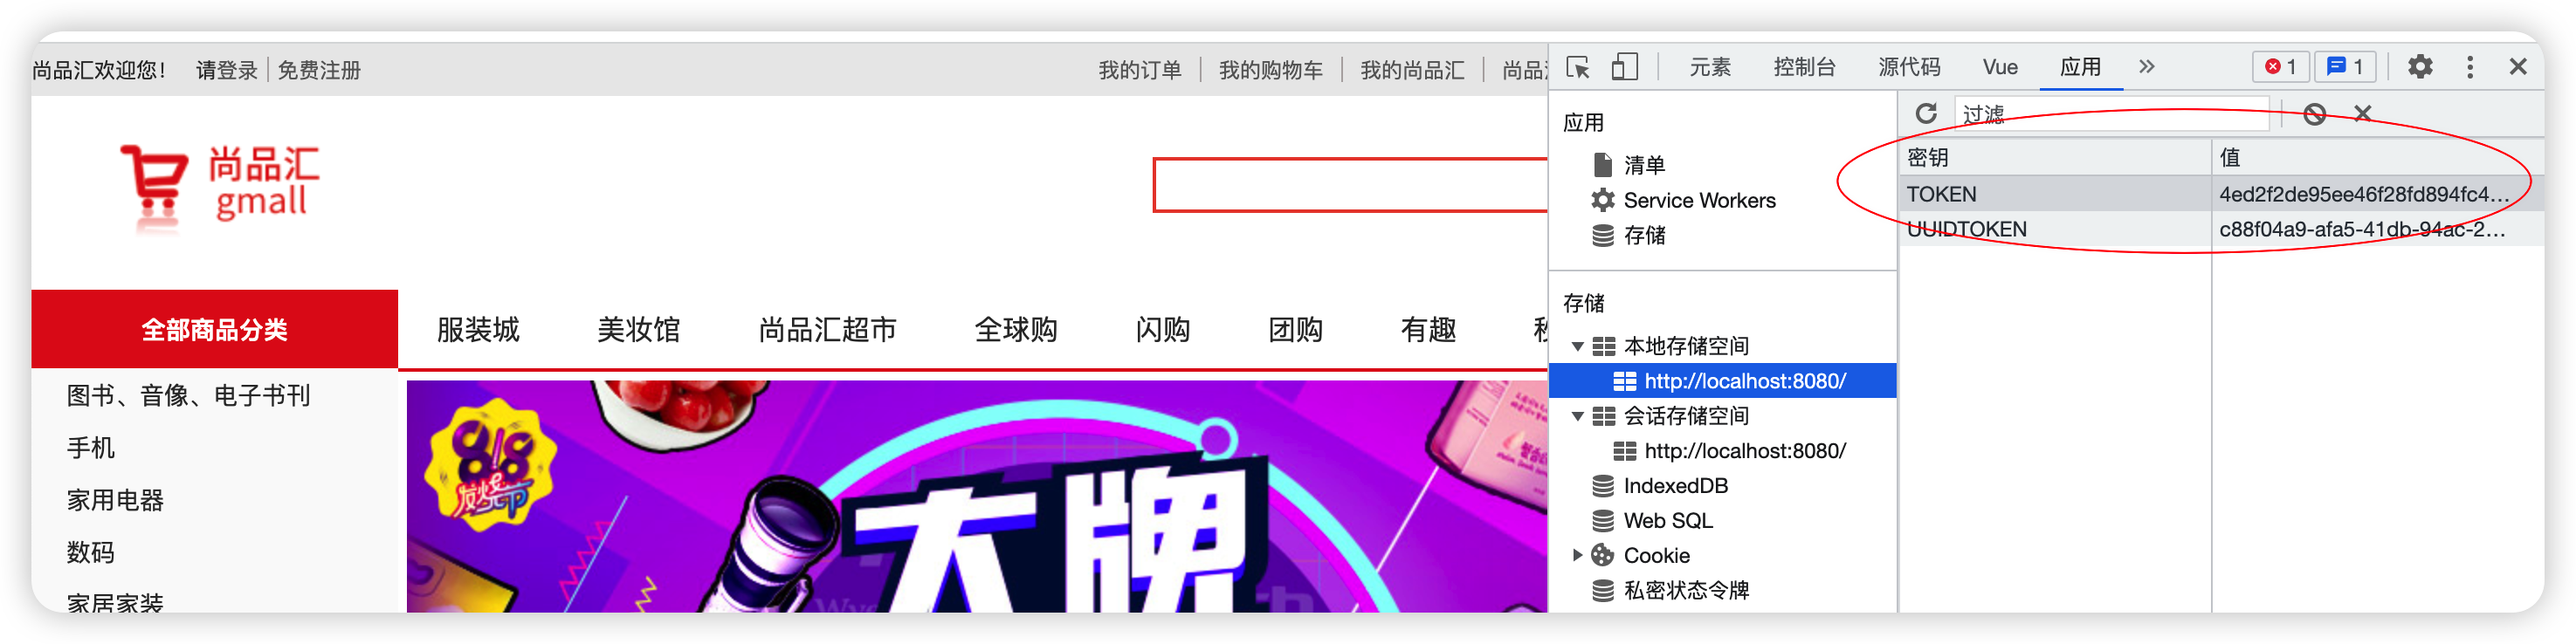 尚品汇欢迎您！ 请登录 免费注册
我的订单 我的购物车 我的尚品汇 尚品
尚品汇
gmall
全部商品分类 服装城 美妆馆 尚品汇超市 全球购 闪购 团购 有趣
图书、音像、电子书刊
手机
家用电器
数码
家居家装
大牌
元素 控制台 源代码 Vue 应用 1 1
应用
清单
Service Workers
存储
存储
本地存储空间
http://localhost:8080/
会话存储空间
http://localhost:8080/
IndexedDB
Web SQL
Cookie
私密状态令牌
过滤
密钥 值
TOKEN 4ed2f2de95ee46f28fd894fc4...
UUIDTOKEN c88f04a9-afa5-41db-94ac-2...